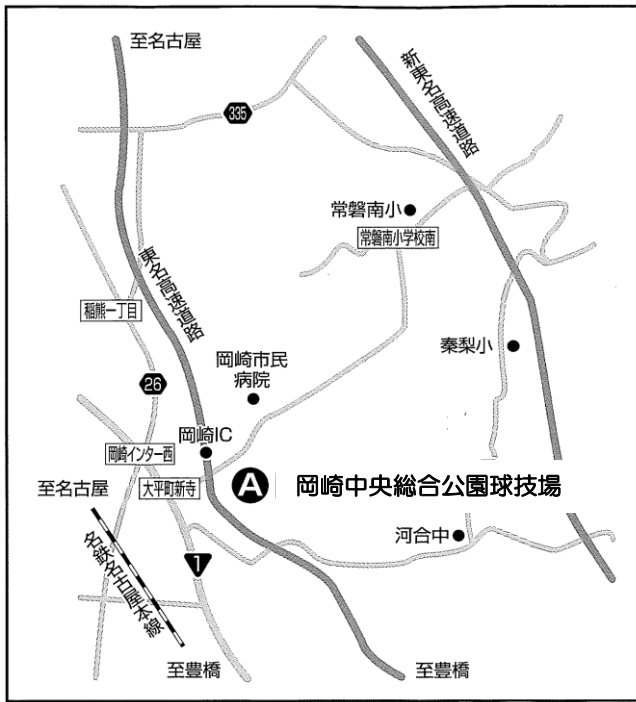 至名古屋
新東名高速道路
335
常磐南小
常磐南小学校南
東名高速道路
稲熊一丁目
秦梨小
岡崎市民
病院
26
岡崎IC
岡崎インター西
大平町新寺
A 岡崎中央総合公園球技場
至名古屋
名鉄名古屋本線
河合中
1
至豊橋
至豊橋